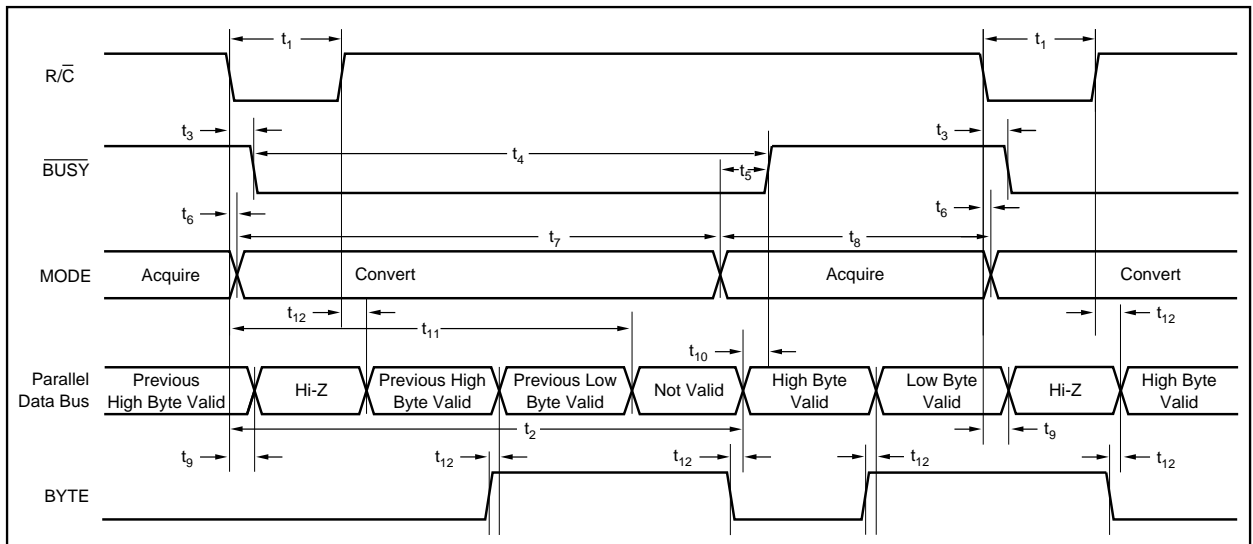 t1 t1
R/C̅
t3 t3
t4
B̅U̅S̅Y̅
t5
t6 t6
t7 t8
MODE Acquire Convert Acquire Convert
t12 t11 t12
t10
Parallel Data Bus
Previous High Byte Valid
Hi-Z
Previous High Byte Valid
Previous Low Byte Valid
Not Valid
High Byte Valid
Low Byte Valid
Hi-Z
High Byte Valid
t2
t9 t12 t12 t12 t9 t12
BYTE